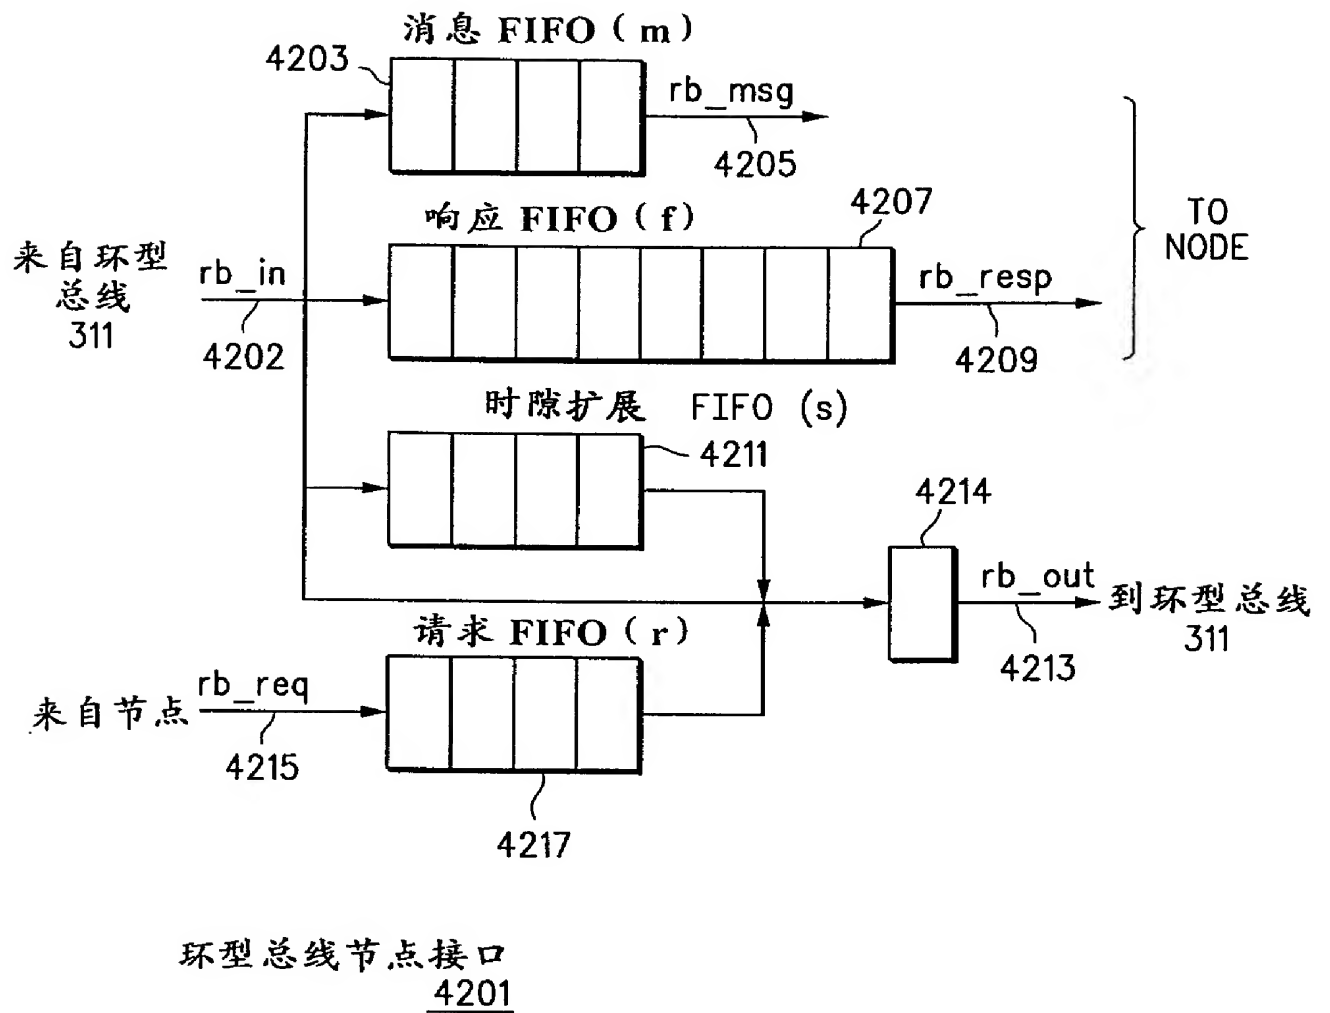 消息 FIFO (m)
4203
rb_msg
4205
响应 FIFO (f)
4207
TO
NODE
来自环型
总线
311
rb_in
4202
rb_resp
4209
时隙扩展 FIFO (s)
4211
4214
rb_out
4213
到环型总线
311
请求 FIFO (r)
来自节点
rb_req
4215
4217
环型总线节点接口
4201